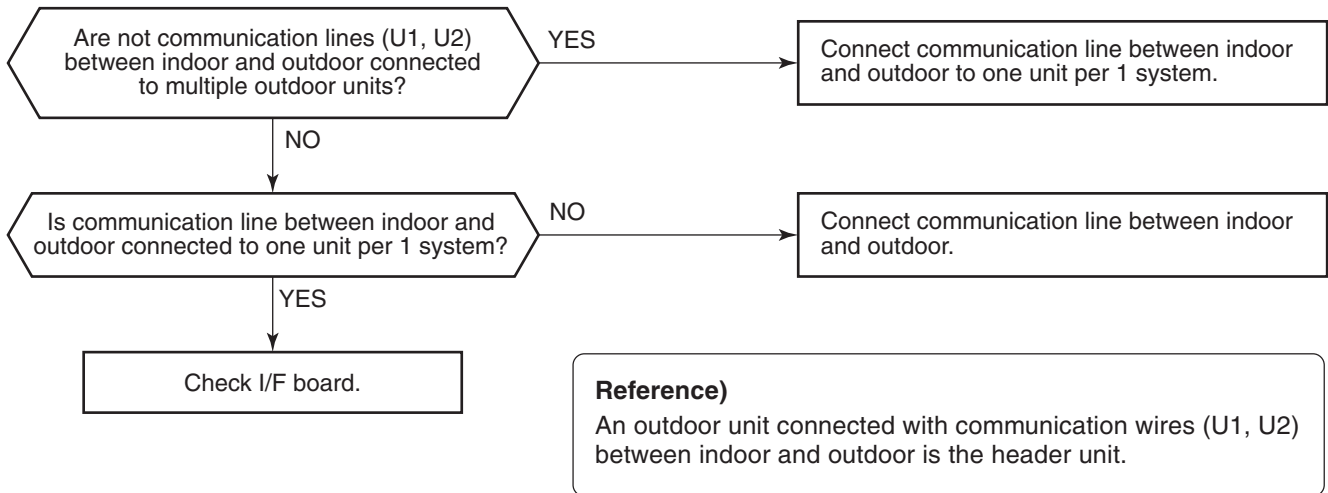 Are not communication lines (U1, U2)
between indoor and outdoor connected
to multiple outdoor units?
YES
Connect communication line between indoor
and outdoor to one unit per 1 system.
NO
Is communication line between indoor and
outdoor connected to one unit per 1 system?
NO
Connect communication line between indoor
and outdoor.
YES
Check I/F board.
Reference)
An outdoor unit connected with communication wires (U1, U2)
between indoor and outdoor is the header unit.